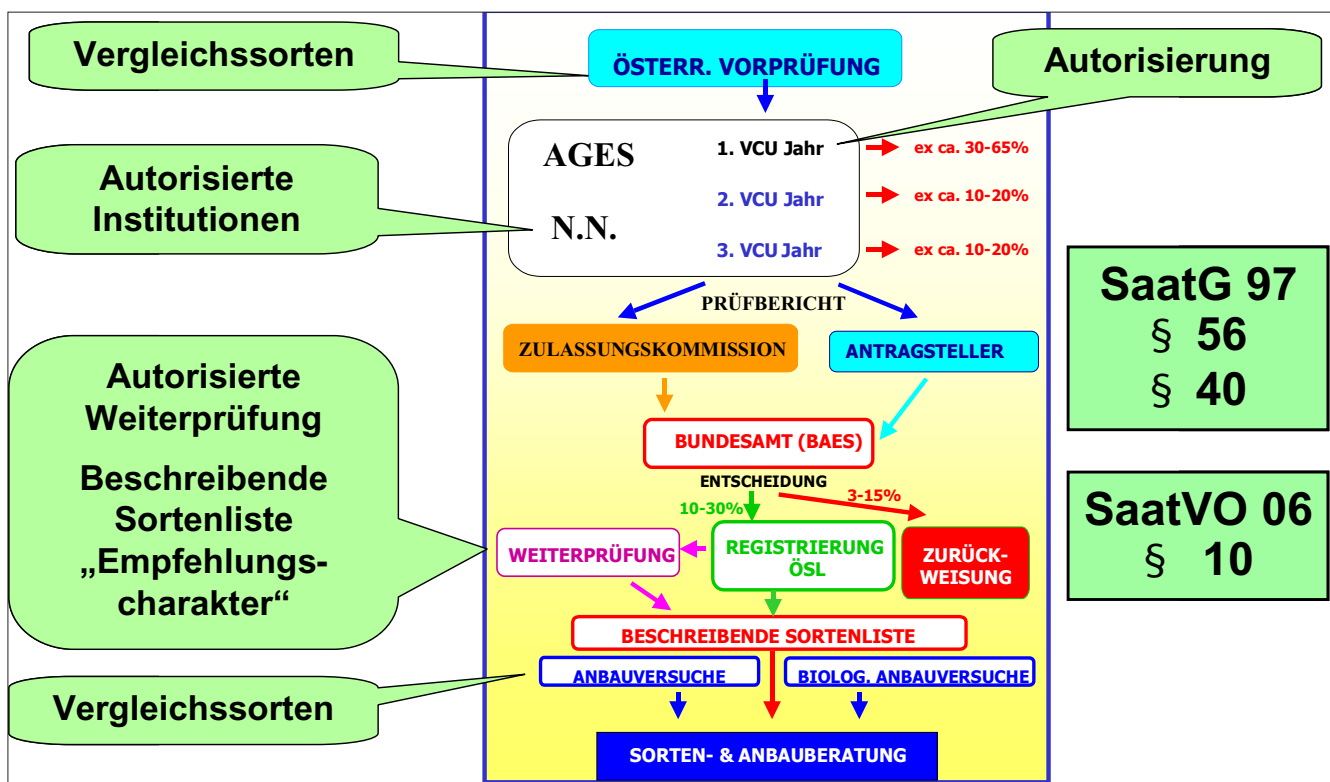 Vergleichssorten
ÖSTERR. VORPRÜFUNG
Autorisierung
AGES
1. VCU Jahr
ex ca. 30-65%
Autorisierte
Institutionen
2. VCU Jahr
ex ca. 10-20%
N.N.
3. VCU Jahr
ex ca. 10-20%
SaatG 97
§ 56
§ 40
PRÜFBERICHT
ZULASSUNGSKOMMISSION
ANTRAGSTELLER
Autorisierte
Weiterprüfung
Beschreibende
Sortenliste
„Empfehlungs-
charakter“
BUNDESAMT (BAES)
ENTSCHEIDUNG
10-30%
3-15%
SaatVO 06
§ 10
WEITERPRÜFUNG
REGISTRIERUNG
ÖSL
ZURÜCK-
WEISUNG
BESCHREIBENDE SORTENLISTE
ANBAUVERSUCHE
BIOLOG. ANBAUVERSUCHE
Vergleichssorten
SORTEN- & ANBAUBERATUNG